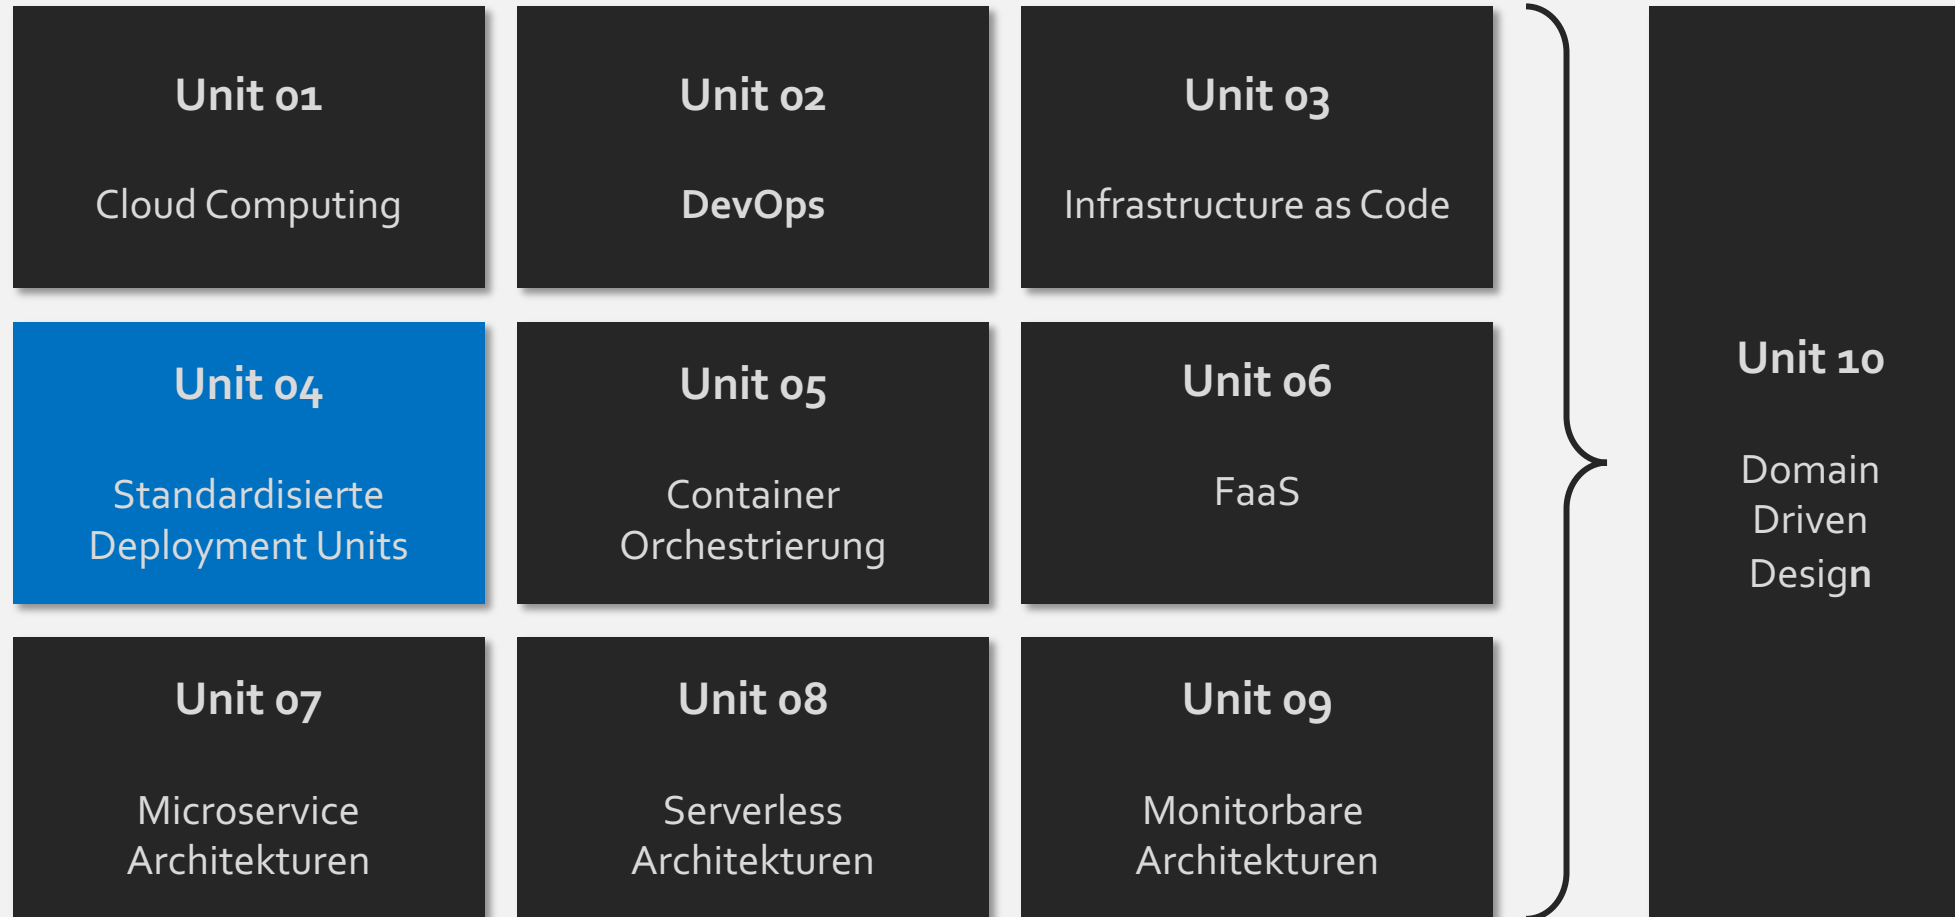 Unit 01
Cloud Computing
Unit 02
DevOps
Unit 03
Infrastructure as Code
Unit 04
Standardisierte
Deployment Units
Unit 05
Container
Orchestrierung
Unit 06
FaaS
Unit 07
Microservice
Architekturen
Unit 08
Serverless
Architekturen
Unit 09
Monitorbare
Architekturen
Unit 10
Domain
Driven
Design